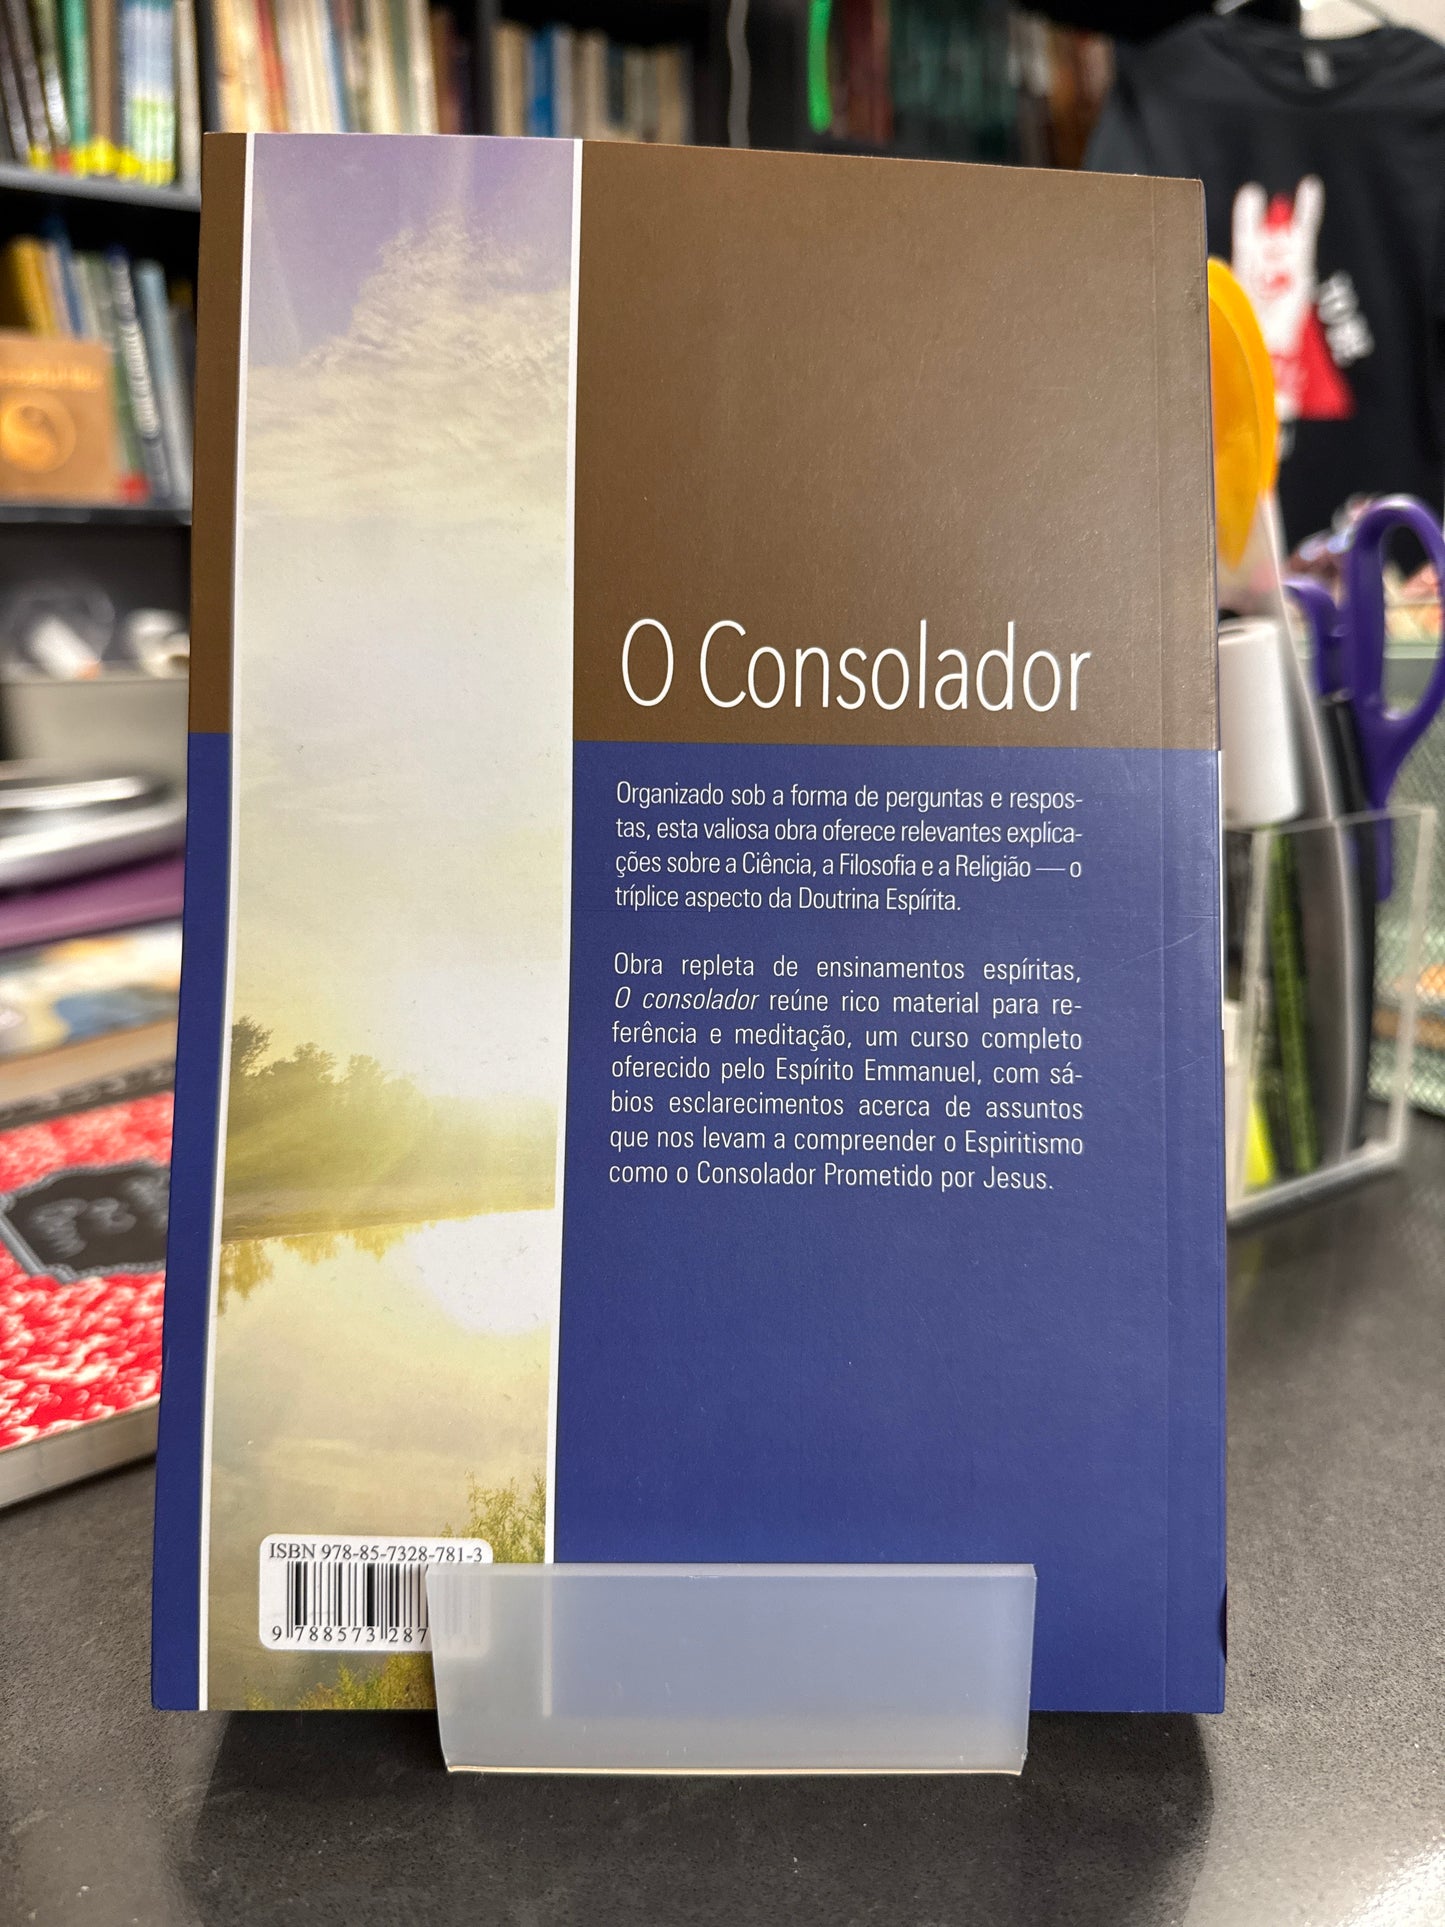 O Consolador
Organizado sob a forma de perguntas e respos-
tas, esta valiosa obra oferece relevantes explica-
ções sobre a Ciência, a Filosofia e a Religião — o
tríplice aspecto da Doutrina Espírita.
Obra repleta de ensinamentos espíritas,
O consolador reúne rico material para re-
ferência e meditação, um curso completo
oferecido pelo Espírito Emmanuel, com sá-
bios esclarecimentos acerca de assuntos
que nos levam a compreender o Espiritismo
como o Consolador Prometido por Jesus.
ISBN 978-85-7328-781-3
9 788573 287
TO BE